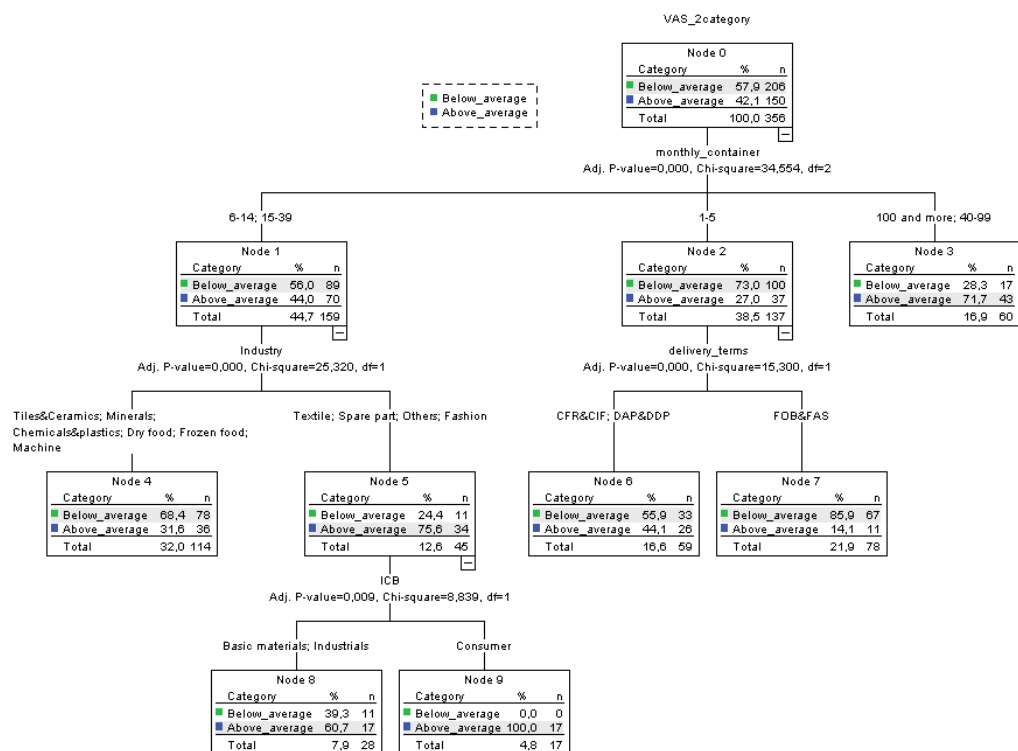 VAS_2category
Below_average
Above_average
Node 0
Category % n
Below_average 57,9 206
Above_average 42,1 150
Total 100,0 356
monthly_container
Adj. P-value=0,000, Chi-square=34,554, df=2
6-14; 15-39
1-5
100 and more; 40-99
Node 1
Category % n
Below_average 56,0 89
Above_average 44,0 70
Total 44,7 159
Node 2
Category % n
Below_average 73,0 100
Above_average 27,0 37
Total 38,5 137
Node 3
Category % n
Below_average 28,3 17
Above_average 71,7 43
Total 16,9 60
Industry
Adj. P-value=0,000, Chi-square=25,320, df=1
delivery_terms
Adj. P-value=0,000, Chi-square=15,300, df=1
Tiles&Ceramics; Minerals;
Chemicals&plastics; Dry food; Frozen food;
Machine
Textile; Spare part; Others; Fashion
CFR&CIF; DAP&DDP
FOB&FAS
Node 4
Category % n
Below_average 68,4 78
Above_average 31,6 36
Total 32,0 114
Node 5
Category % n
Below_average 24,4 11
Above_average 75,6 34
Total 12,6 45
Node 6
Category % n
Below_average 55,9 33
Above_average 44,1 26
Total 16,6 59
Node 7
Category % n
Below_average 85,9 67
Above_average 14,1 11
Total 21,9 78
ICB
Adj. P-value=0,009, Chi-square=8,839, df=1
Basic materials; Industrials
Consumer
Node 8
Category % n
Below_average 39,3 11
Above_average 60,7 17
Total 7,9 28
Node 9
Category % n
Below_average 0,0 0
Above_average 100,0 17
Total 4,8 17